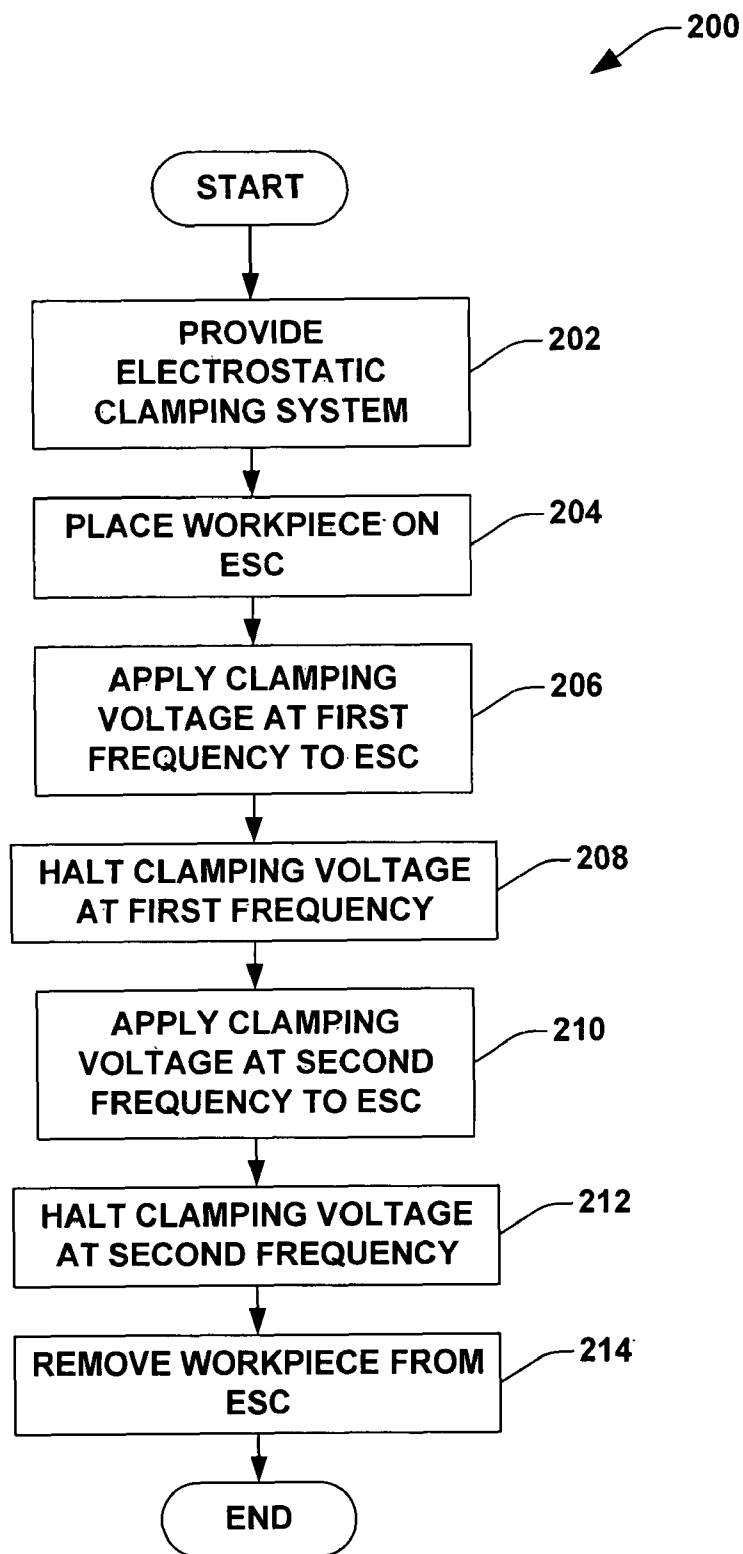 200
START
PROVIDE
ELECTROSTATIC
CLAMPING SYSTEM
202
PLACE WORKPIECE ON
ESC
204
APPLY CLAMPING
VOLTAGE AT FIRST
FREQUENCY TO ESC
206
HALT CLAMPING VOLTAGE
AT FIRST FREQUENCY
208
APPLY CLAMPING
VOLTAGE AT SECOND
FREQUENCY TO ESC
210
HALT CLAMPING VOLTAGE
AT SECOND FREQUENCY
212
REMOVE WORKPIECE FROM
ESC
214
END